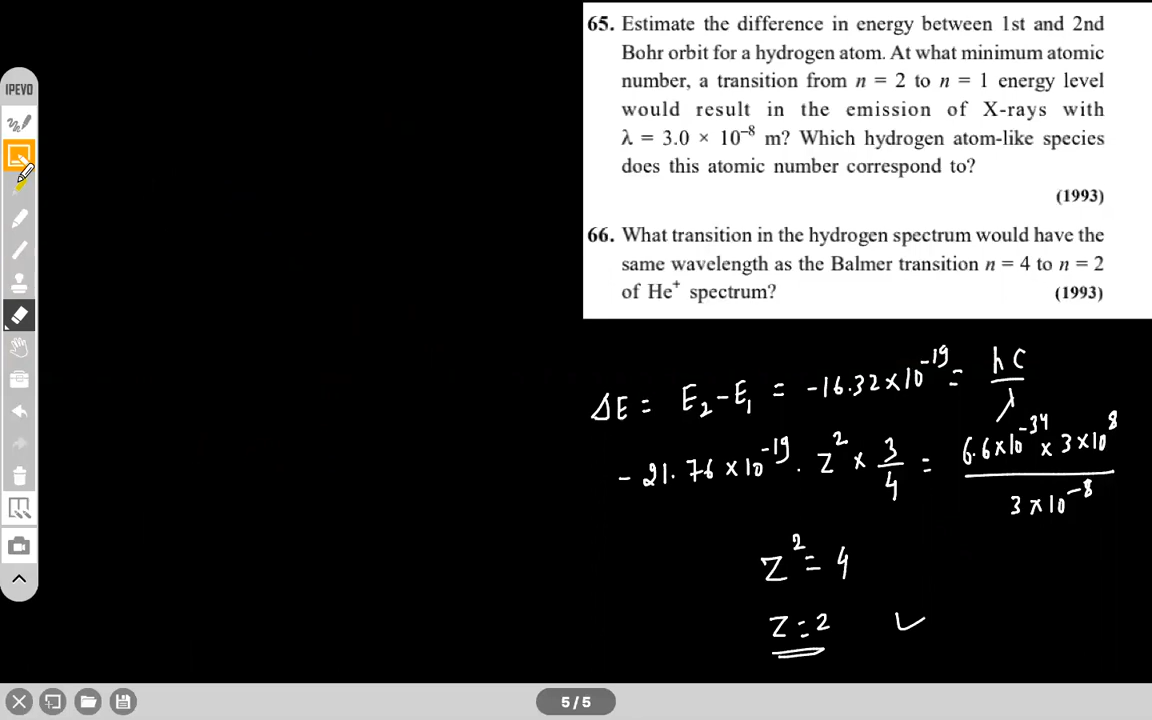 IPEVO
65. Estimate the difference in energy between 1st and 2nd
Bohr orbit for a hydrogen atom. At what minimum atomic
number, a transition from n = 2 to n = 1 energy level
would result in the emission of X-rays with
λ = 3.0 × 10⁻⁸ m? Which hydrogen atom-like species
does this atomic number correspond to?
(1993)
66. What transition in the hydrogen spectrum would have the
same wavelength as the Balmer transition n = 4 to n = 2
of He⁺ spectrum? (1993)
ΔE = E₂ - E₁ = -16.32×10⁻¹⁹ = hc/λ
-21.76×10⁻¹⁹ . Z² × 3/4 = 6.6×10⁻³⁴ × 3×10⁸ / 3×10⁻⁸
Z² = 4
Z = 2
5 / 5